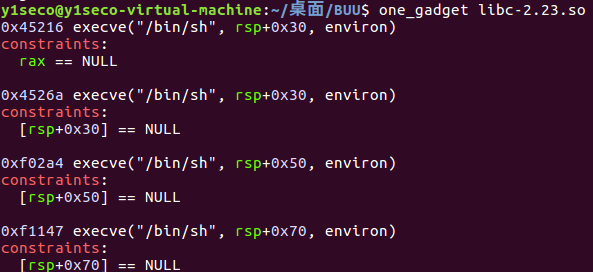 y1seco@y1seco-virtual-machine:~/桌面/BUU$ one_gadget libc-2.23.so
0x45216 execve("/bin/sh", rsp+0x30, environ)
constraints:
  rax == NULL

0x4526a execve("/bin/sh", rsp+0x30, environ)
constraints:
  [rsp+0x30] == NULL

0xf02a4 execve("/bin/sh", rsp+0x50, environ)
constraints:
  [rsp+0x50] == NULL

0xf1147 execve("/bin/sh", rsp+0x70, environ)
constraints:
  [rsp+0x70] == NULL